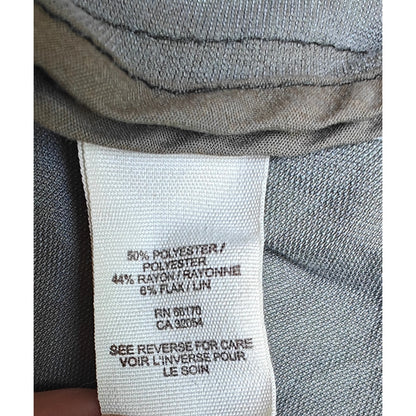 50% POLYESTER /
POLYESTER
44% RAYON / RAYONNE
6% FLAX / LIN
RN 66170
CA 32054
SEE REVERSE FOR CARE
VOIR L'INVERSE POUR
LE SOIN